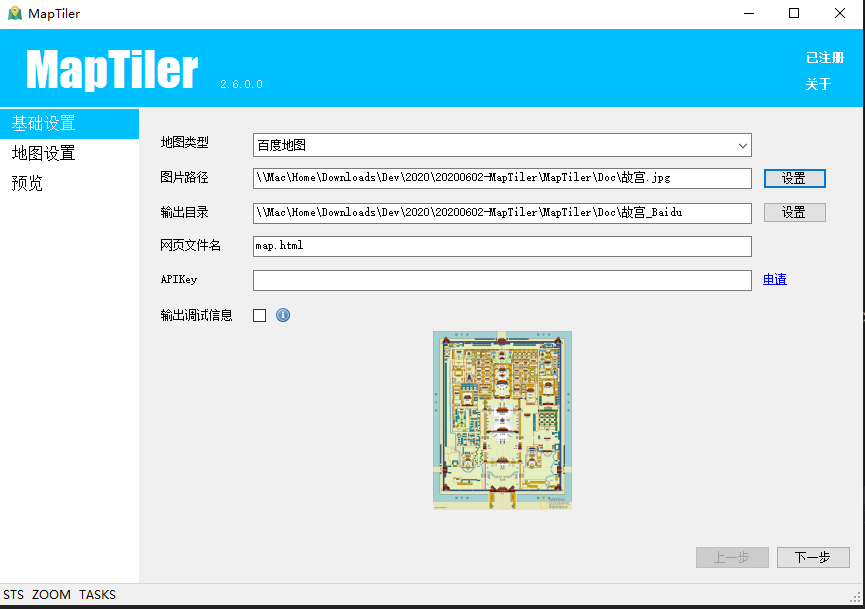 MapTiler
MapTiler 2.6.0.0
已注册
关于
基础设置
地图设置
预览
地图类型 百度地图
图片路径 \\Mac\Home\Downloads\Dev\2020\20200602-MapTiler\MapTiler\Doc\故宫.jpg 设置
输出目录 \\Mac\Home\Downloads\Dev\2020\20200602-MapTiler\MapTiler\Doc\故宫_Baidu 设置
网页文件名 map.html
APIKey 申请
输出调试信息
上一步 下一步
STS ZOOM TASKS